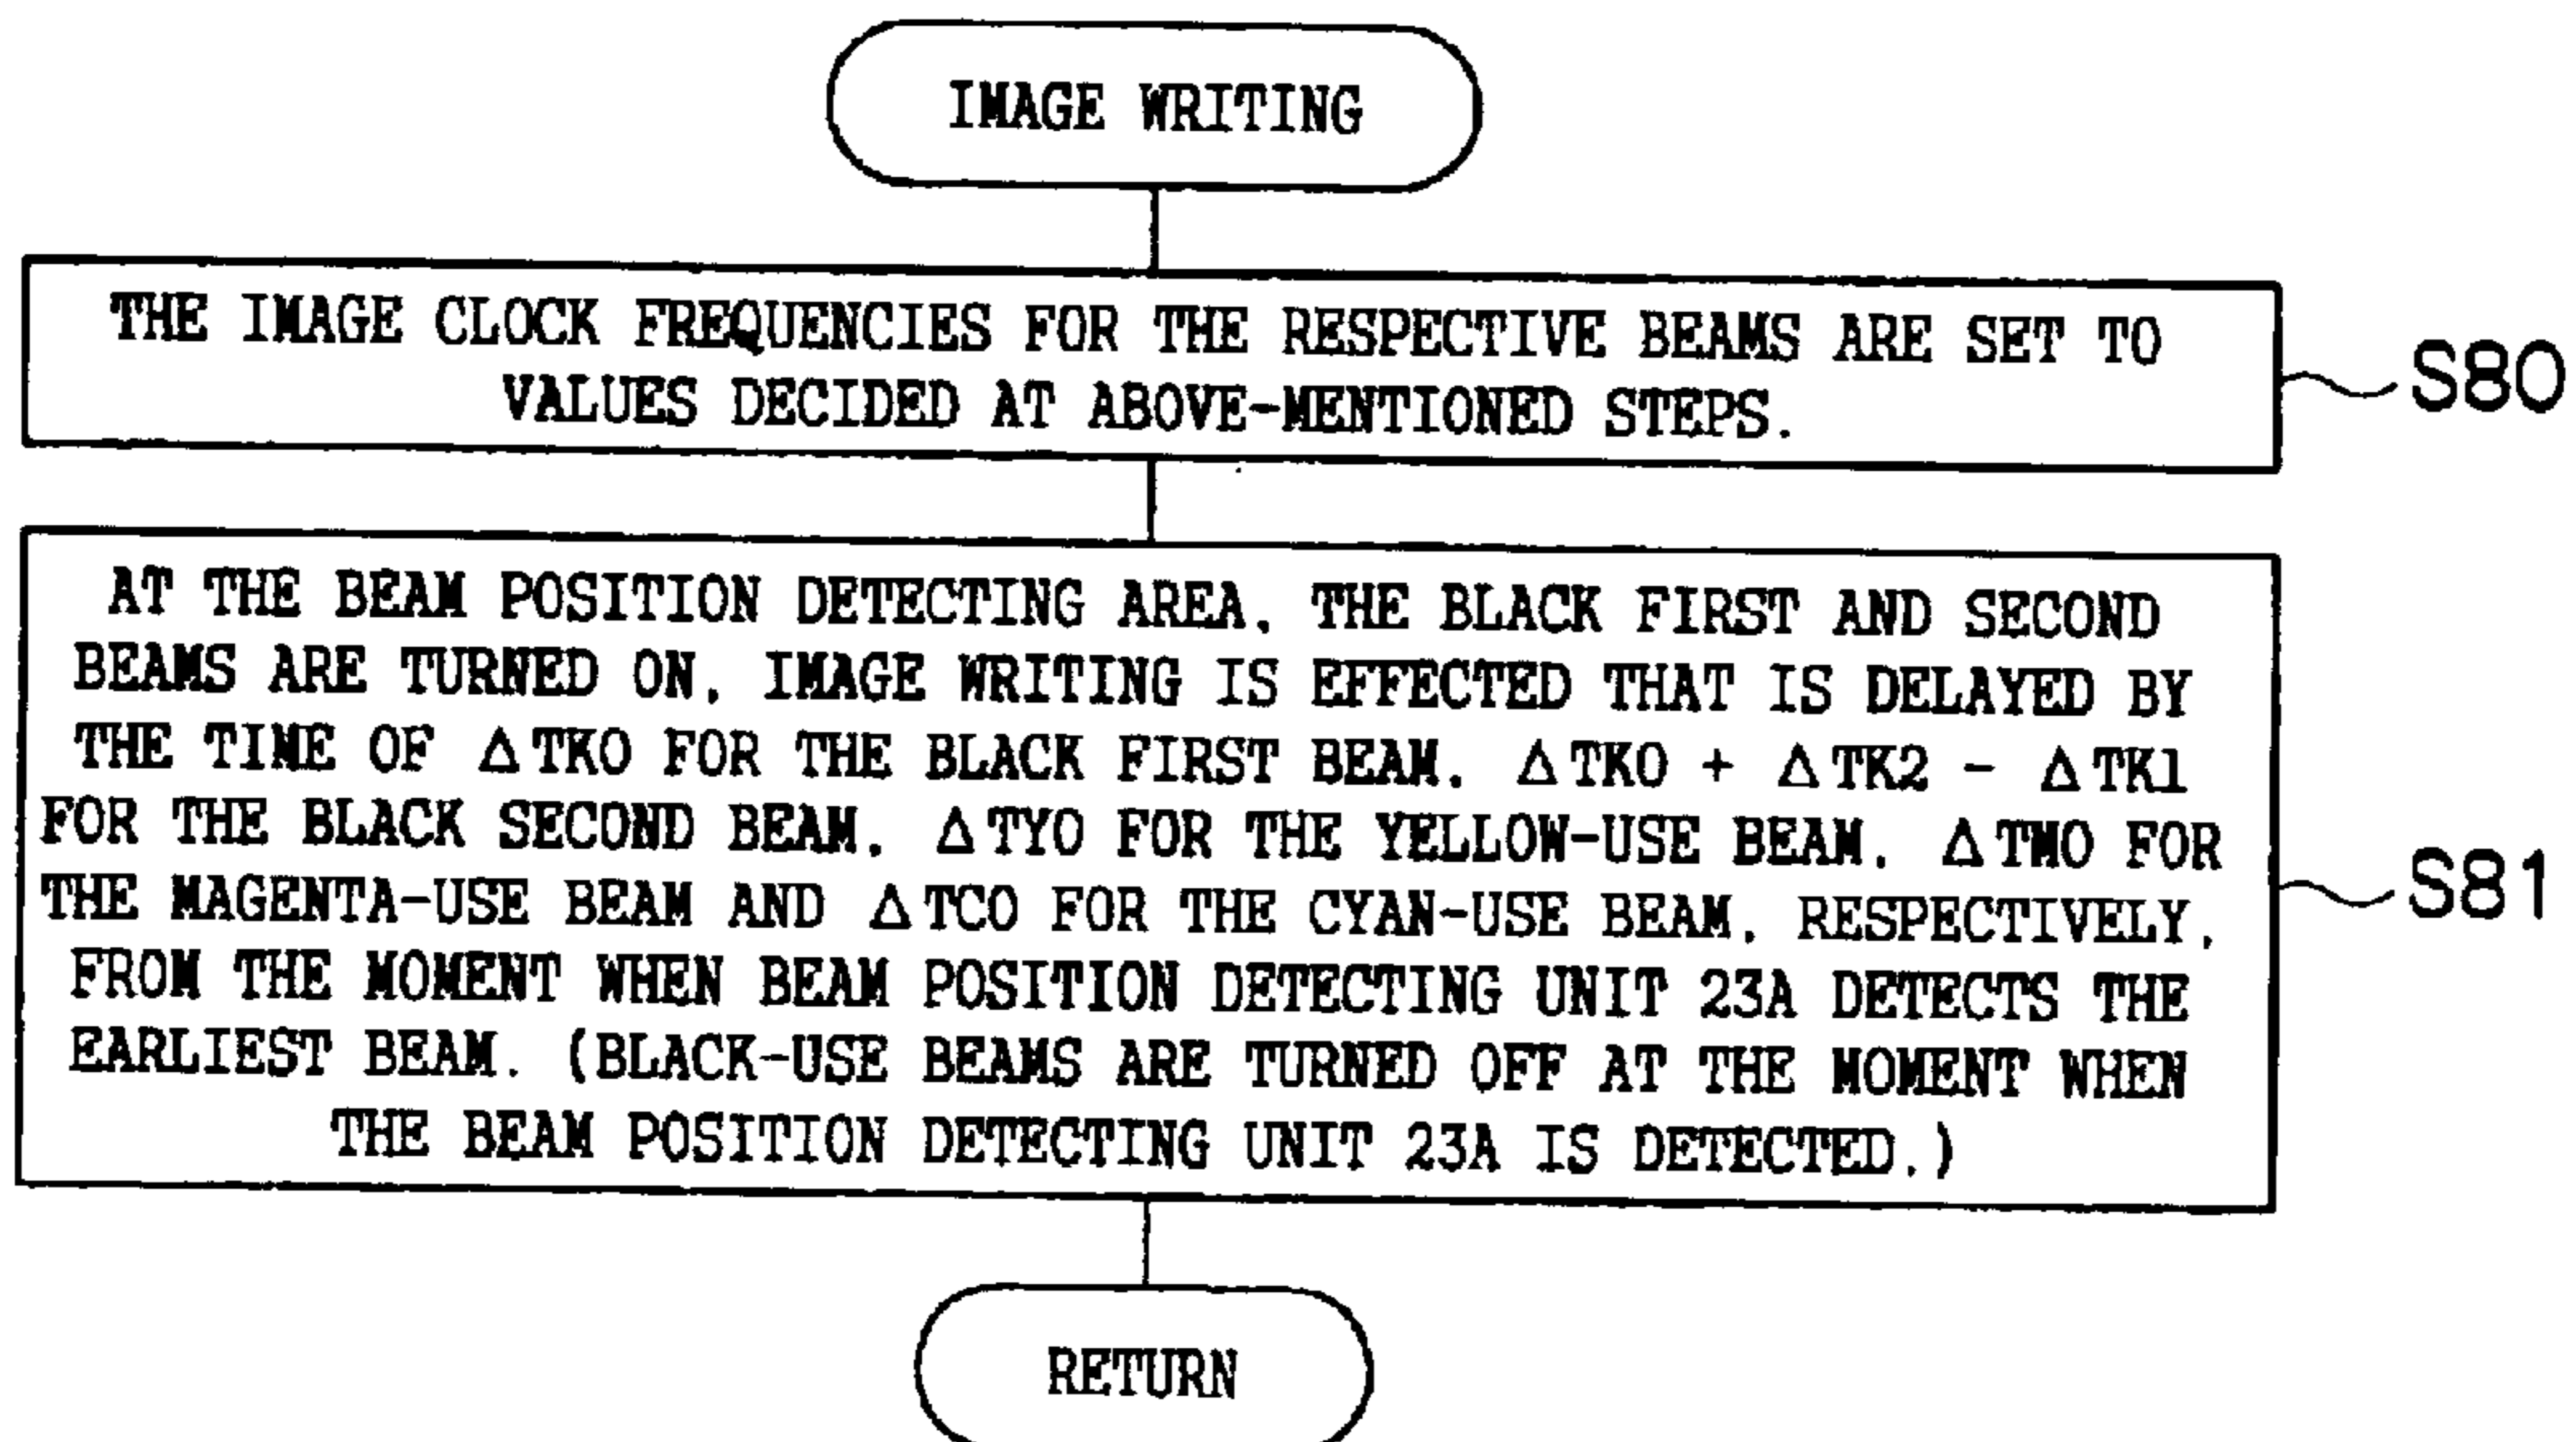 IMAGE WRITING
THE IMAGE CLOCK FREQUENCIES FOR THE RESPECTIVE BEAMS ARE SET TO
VALUES DECIDED AT ABOVE-MENTIONED STEPS.
S80
AT THE BEAM POSITION DETECTING AREA, THE BLACK FIRST AND SECOND
BEAMS ARE TURNED ON, IMAGE WRITING IS EFFECTED THAT IS DELAYED BY
THE TIME OF ΔTK0 FOR THE BLACK FIRST BEAM, ΔTK0 + ΔTK2 - ΔTK1
FOR THE BLACK SECOND BEAM, ΔTY0 FOR THE YELLOW-USE BEAM, ΔTM0 FOR
THE MAGENTA-USE BEAM AND ΔTC0 FOR THE CYAN-USE BEAM, RESPECTIVELY,
FROM THE MOMENT WHEN BEAM POSITION DETECTING UNIT 23A DETECTS THE
EARLIEST BEAM. (BLACK-USE BEAMS ARE TURNED OFF AT THE MOMENT WHEN
THE BEAM POSITION DETECTING UNIT 23A IS DETECTED.)
S81
RETURN